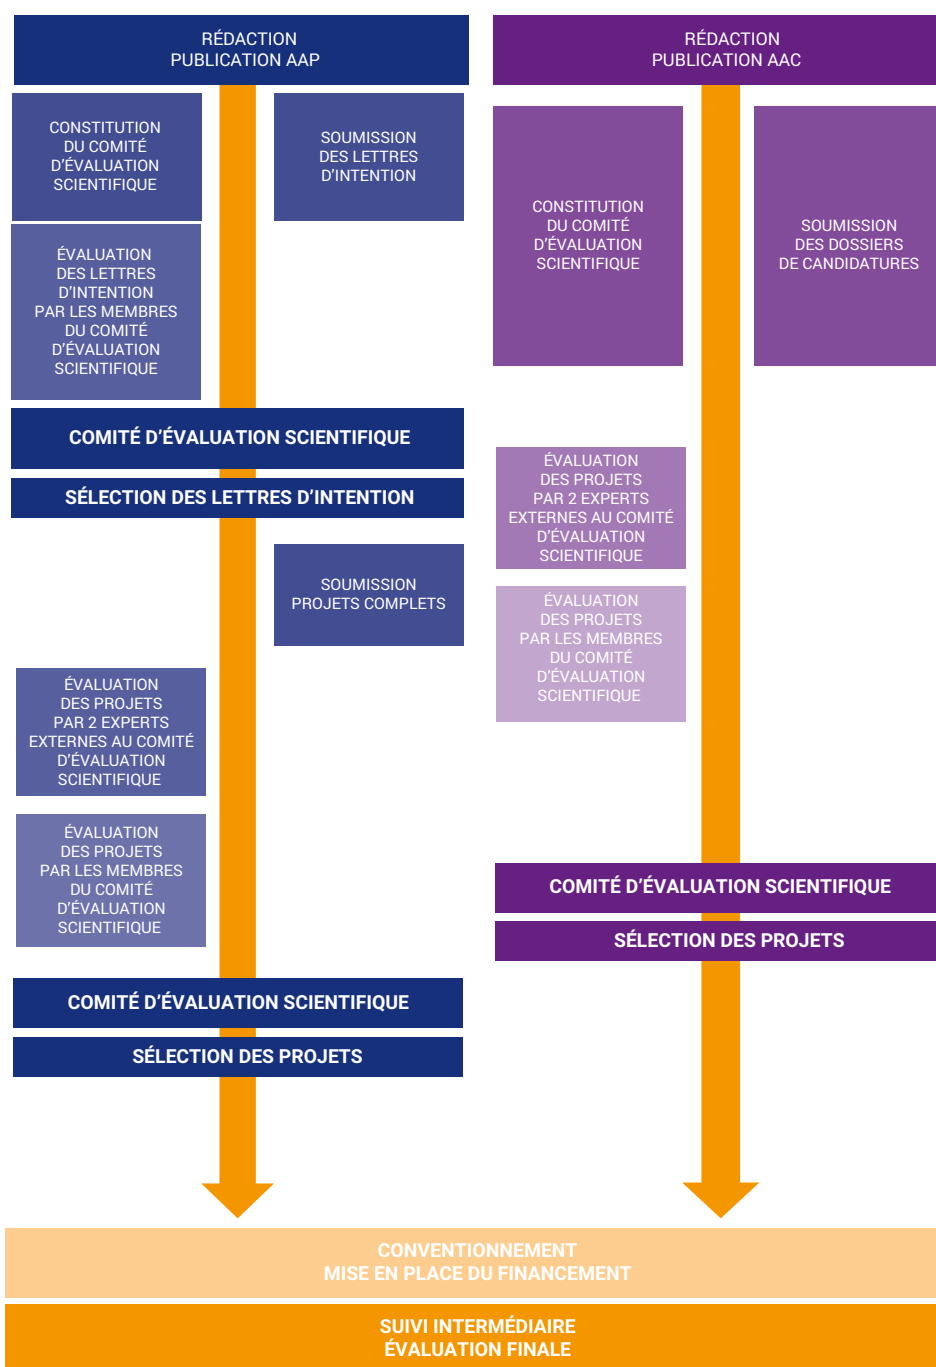 RÉDACTION
PUBLICATION AAP
CONSTITUTION
DU COMITÉ
D'ÉVALUATION
SCIENTIFIQUE
SOUMISSION
DES LETTRES
D'INTENTION
ÉVALUATION
DES LETTRES
D'INTENTION
PAR LES MEMBRES
DU COMITÉ
D'ÉVALUATION
SCIENTIFIQUE
COMITÉ D'ÉVALUATION SCIENTIFIQUE
SÉLECTION DES LETTRES D'INTENTION
SOUMISSION
PROJETS COMPLETS
ÉVALUATION
DES PROJETS
PAR 2 EXPERTS
EXTERNES AU COMITÉ
D'ÉVALUATION
SCIENTIFIQUE
ÉVALUATION
DES PROJETS
PAR LES MEMBRES
DU COMITÉ
D'ÉVALUATION
SCIENTIFIQUE
COMITÉ D'ÉVALUATION SCIENTIFIQUE
SÉLECTION DES PROJETS
RÉDACTION
PUBLICATION AAC
CONSTITUTION
DU COMITÉ
D'ÉVALUATION
SCIENTIFIQUE
SOUMISSION
DES DOSSIERS
DE CANDIDATURES
ÉVALUATION
DES PROJETS
PAR 2 EXPERTS
EXTERNES AU COMITÉ
D'ÉVALUATION
SCIENTIFIQUE
ÉVALUATION
DES PROJETS
PAR LES MEMBRES
DU COMITÉ
D'ÉVALUATION
SCIENTIFIQUE
COMITÉ D'ÉVALUATION SCIENTIFIQUE
SÉLECTION DES PROJETS
CONVENTIONNEMENT
MISE EN PLACE DU FINANCEMENT
SUIVI INTERMÉDIAIRE
ÉVALUATION FINALE